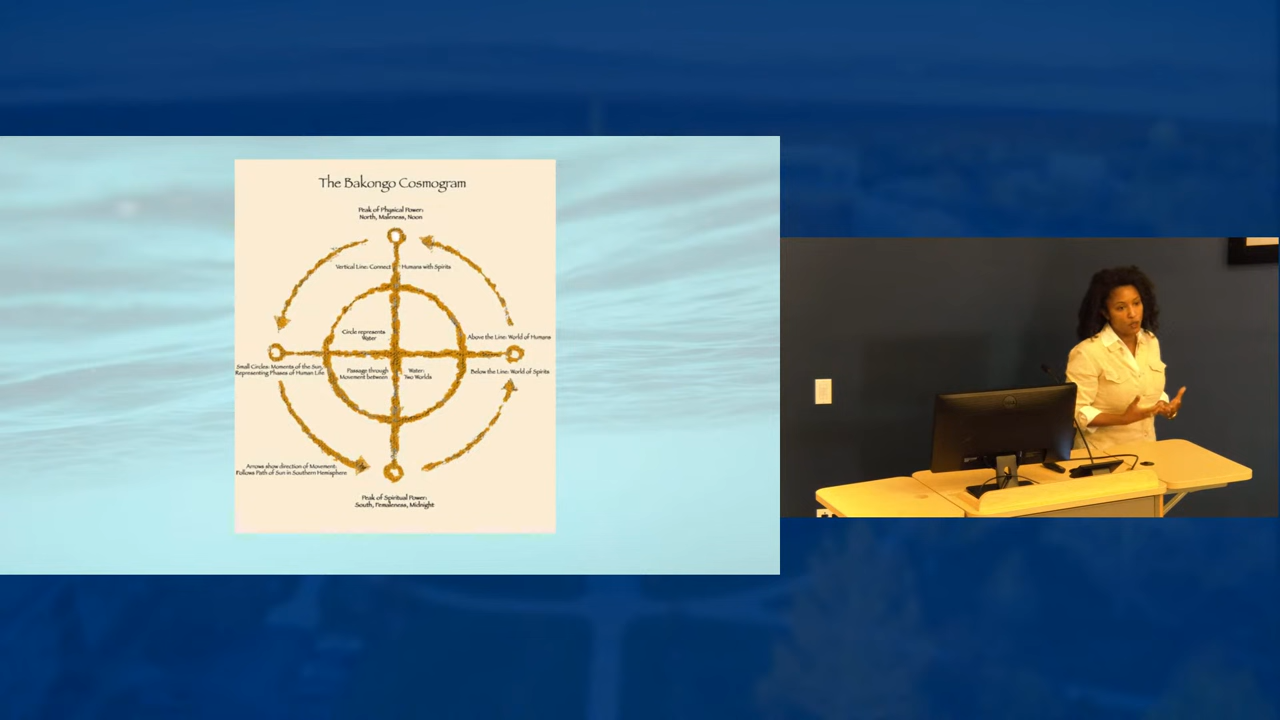 The Bakongo Cosmogram
Peak of Physical Power:
North, Maleness, Noon
Vertical Line: Connect Humans with Spirits
Circle represents
Water
Above the Line: World of Humans
Small Circles: Moments of the Sun,
Representing Phases of Human Life
Passage through Water:
Movement between Two Worlds
Below the Line: World of Spirits
Arrows show direction of Movement;
Follows Path of Sun in Southern Hemisphere
Peak of Spiritual Power:
South, Femaleness, Midnight